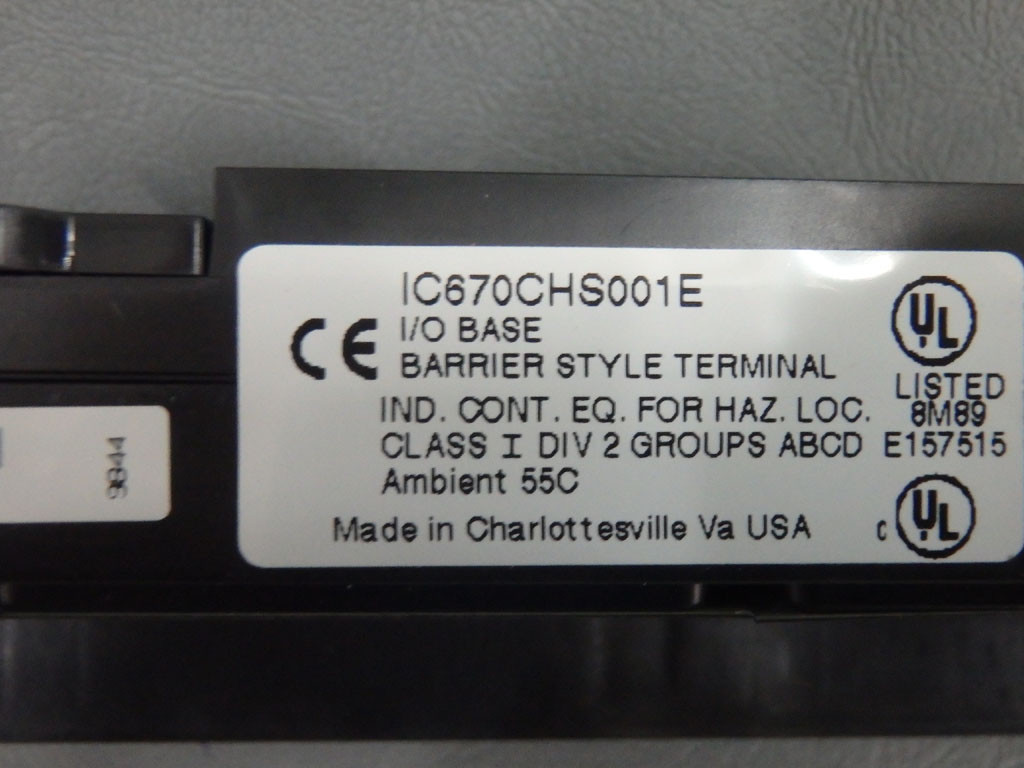 IC670CHS001E
CE I/O BASE
BARRIER STYLE TERMINAL
IND. CONT. EQ. FOR HAZ. LOC.
CLASS I DIV 2 GROUPS ABCD
Ambient 55C
Made in Charlottesville Va USA
UL
LISTED
8M89
E157515
c UL
9844